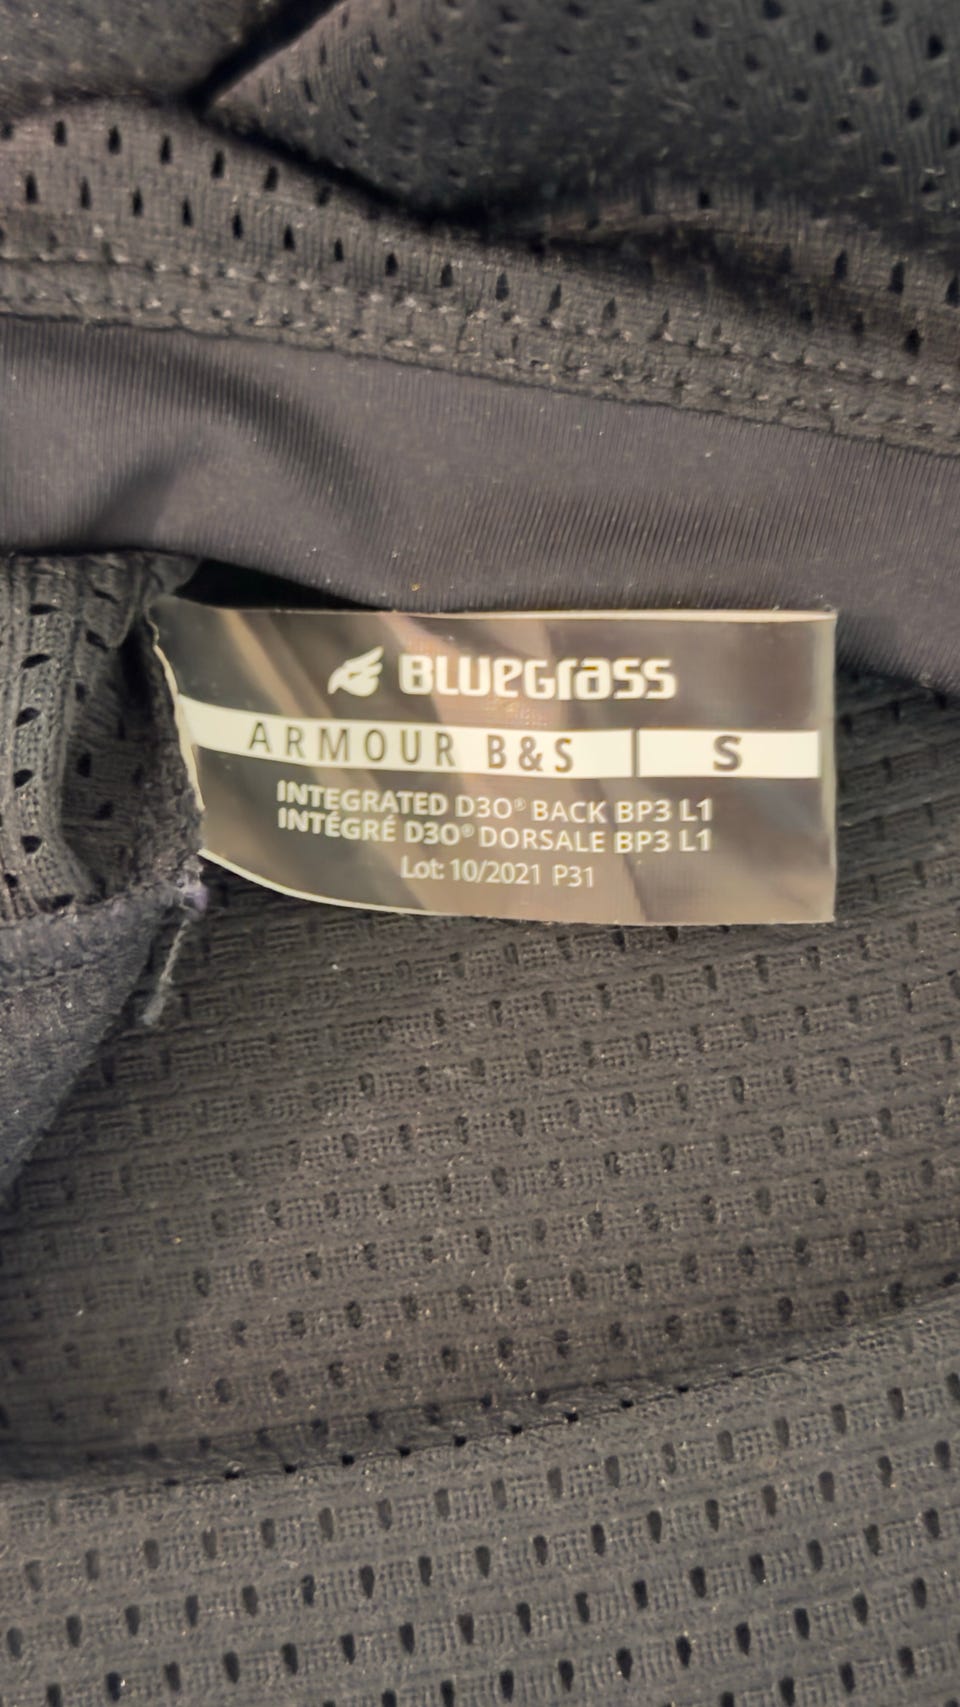 BLUEGrass
ARMOUR B&S S
INTEGRATED D3O® BACK BP3 L1
INTÉGRÉ D3O® DORSALE BP3 L1
Lot: 10/2021 P31